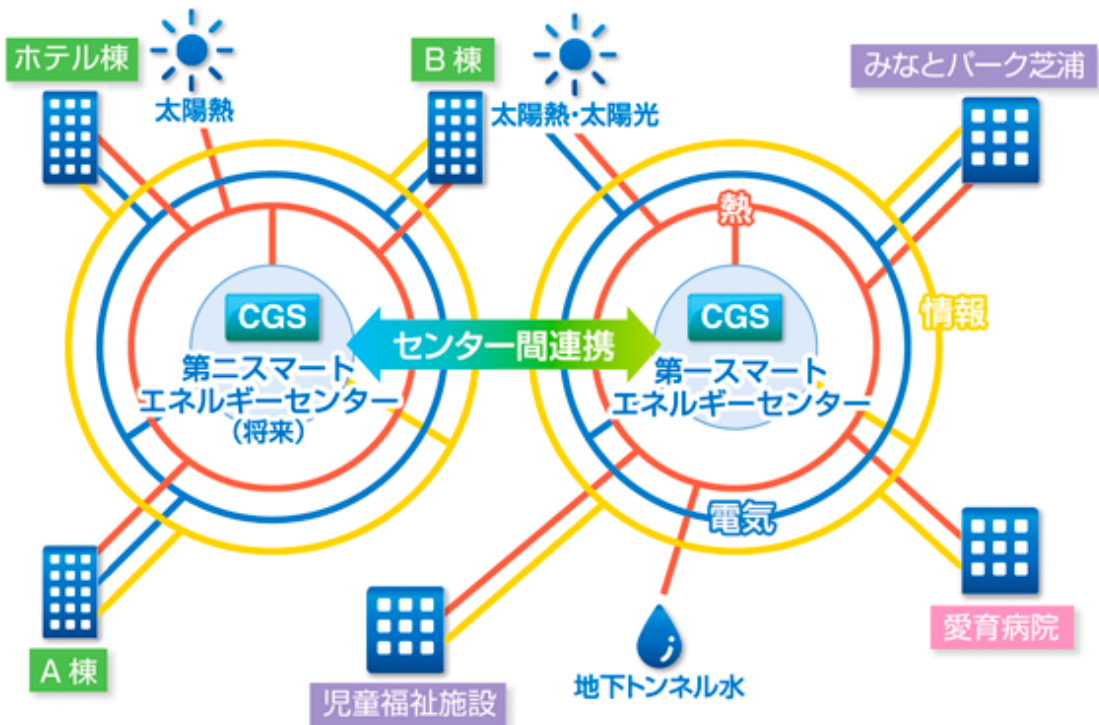 ホテル棟
太陽熱
B棟
太陽熱・太陽光
みなとパーク芝浦
熱
情報
CGS
第二スマート
エネルギーセンター
(将来)
センター間連携
CGS
第一スマート
エネルギーセンター
電気
A棟
児童福祉施設
地下トンネル水
愛育病院